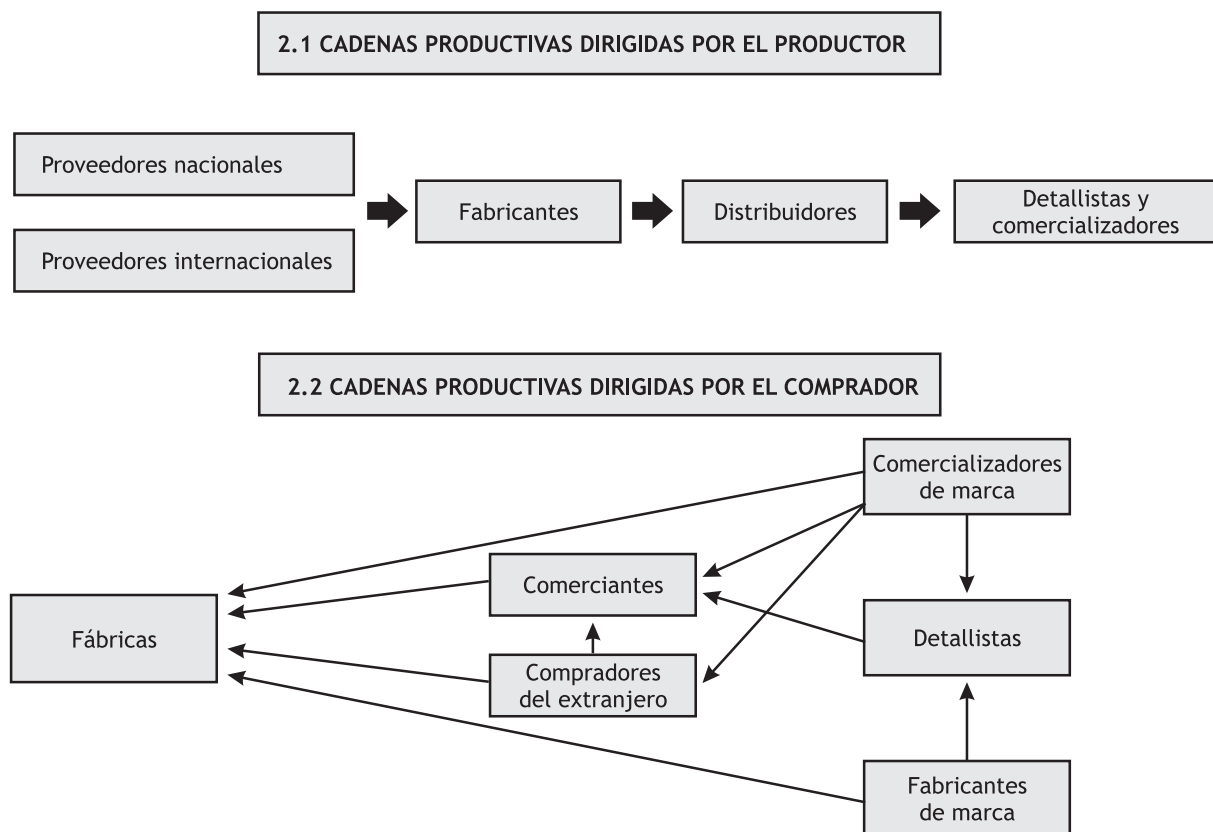 2.1 CADENAS PRODUCTIVAS DIRIGIDAS POR EL PRODUCTOR
Proveedores nacionales
Proveedores internacionales
Fabricantes
Distribuidores
Detallistas y
comercializadores
2.2 CADENAS PRODUCTIVAS DIRIGIDAS POR EL COMPRADOR
Comercializadores
de marca
Comerciantes
Fábricas
Detallistas
Compradores
del extranjero
Fabricantes
de marca